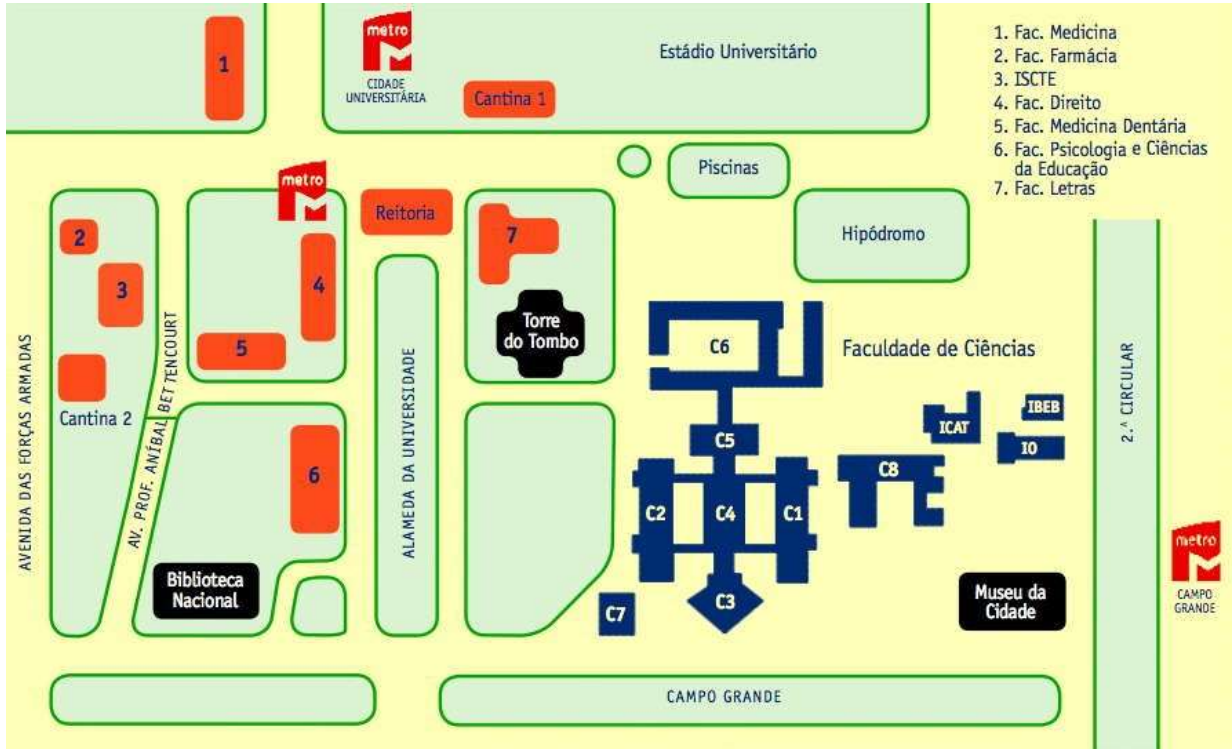 1
metro
CIDADE
UNIVERSITÁRIA
Cantina 1
Estádio Universitário
1. Fac. Medicina
2. Fac. Farmácia
3. ISCTE
4. Fac. Direito
5. Fac. Medicina Dentária
6. Fac. Psicologia e Ciências
da Educação
7. Fac. Letras
metro
Reitoria
Piscinas
2
3
4
5
7
Hipódromo
Torre
do Tombo
Cantina 2
AVENIDA DAS FORÇAS ARMADAS
AV. PROF. ANÍBAL BETTENCOURT
ALAMEDA DA UNIVERSIDADE
6
Biblioteca
Nacional
C6
Faculdade de Ciências
C5
ICAT
IBEB
IO
C8
C2
C4
C1
C3
C7
Museu da
Cidade
2.ª CIRCULAR
metro
CAMPO
GRANDE
CAMPO GRANDE